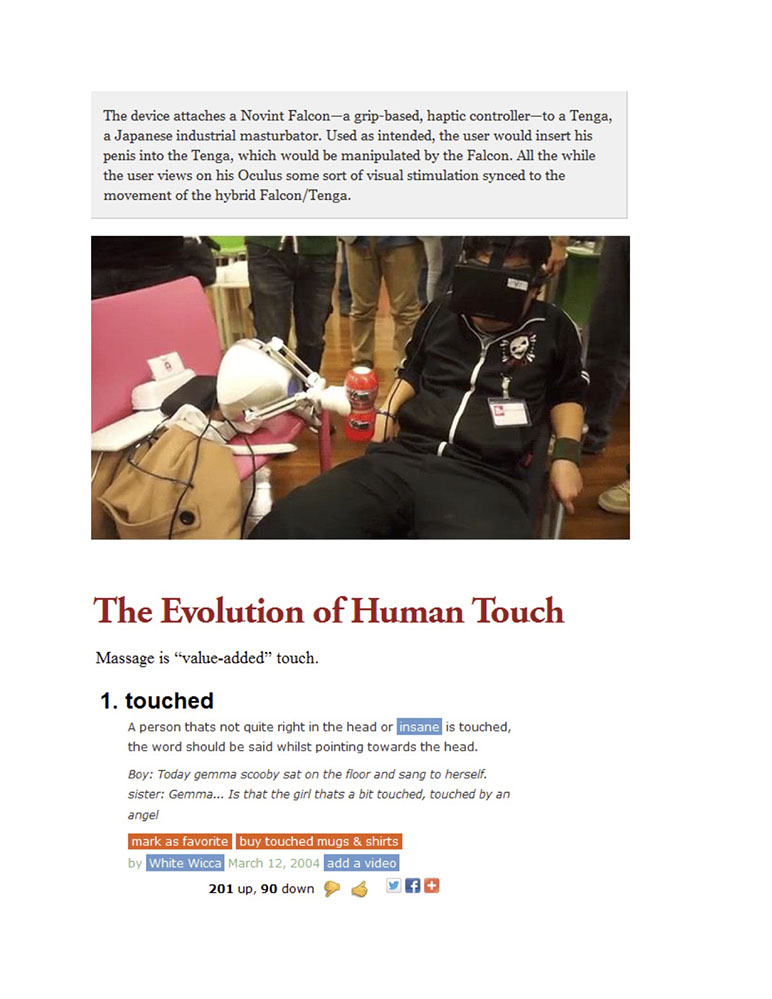 The device attaches a Novint Falcon—a grip-based, haptic controller—to a Tenga,
a Japanese industrial masturbator. Used as intended, the user would insert his
penis into the Tenga, which would be manipulated by the Falcon. All the while
the user views on his Oculus some sort of visual stimulation synced to the
movement of the hybrid Falcon/Tenga.
The Evolution of Human Touch
Massage is “value-added” touch.
1. touched
A person thats not quite right in the head or insane is touched,
the word should be said whilst pointing towards the head.
Boy: Today gemma scooby sat on the floor and sang to herself.
sister: Gemma... Is that the girl thats a bit touched, touched by an
angel
mark as favorite buy touched mugs & shirts
by White Wicca March 12, 2004 add a video
201 up, 90 down